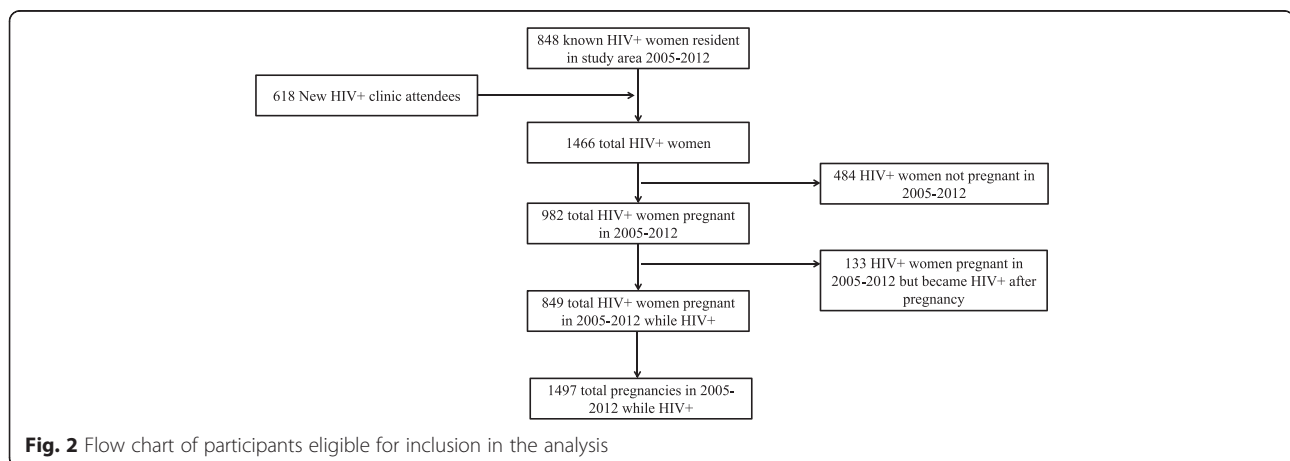 848 known HIV+ women resident
in study area 2005-2012
618 New HIV+ clinic attendees
1466 total HIV+ women
484 HIV+ women not pregnant in
2005-2012
982 total HIV+ women pregnant
in 2005-2012
133 HIV+ women pregnant in
2005-2012 but became HIV+ after
pregnancy
849 total HIV+ women pregnant
in 2005-2012 while HIV+
1497 total pregnancies in 2005-
2012 while HIV+
Fig. 2 Flow chart of participants eligible for inclusion in the analysis